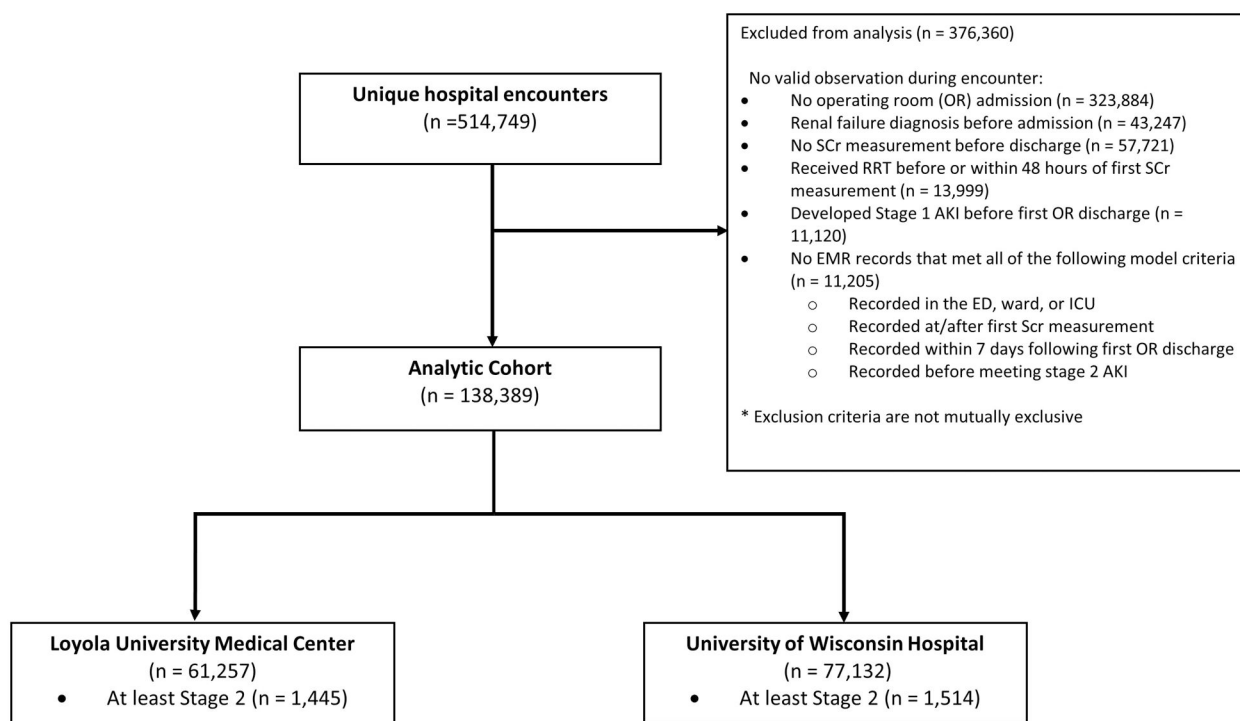 Unique hospital encounters
(n =514,749)
Excluded from analysis (n = 376,360)
No valid observation during encounter:
• No operating room (OR) admission (n = 323,884)
• Renal failure diagnosis before admission (n = 43,247)
• No SCr measurement before discharge (n = 57,721)
• Received RRT before or within 48 hours of first SCr
measurement (n = 13,999)
• Developed Stage 1 AKI before first OR discharge (n =
11,120)
• No EMR records that met all of the following model criteria
(n = 11,205)
o Recorded in the ED, ward, or ICU
o Recorded at/after first Scr measurement
o Recorded within 7 days following first OR discharge
o Recorded before meeting stage 2 AKI
* Exclusion criteria are not mutually exclusive
Analytic Cohort
(n = 138,389)
Loyola University Medical Center
(n = 61,257)
• At least Stage 2 (n = 1,445)
University of Wisconsin Hospital
(n = 77,132)
• At least Stage 2 (n = 1,514)